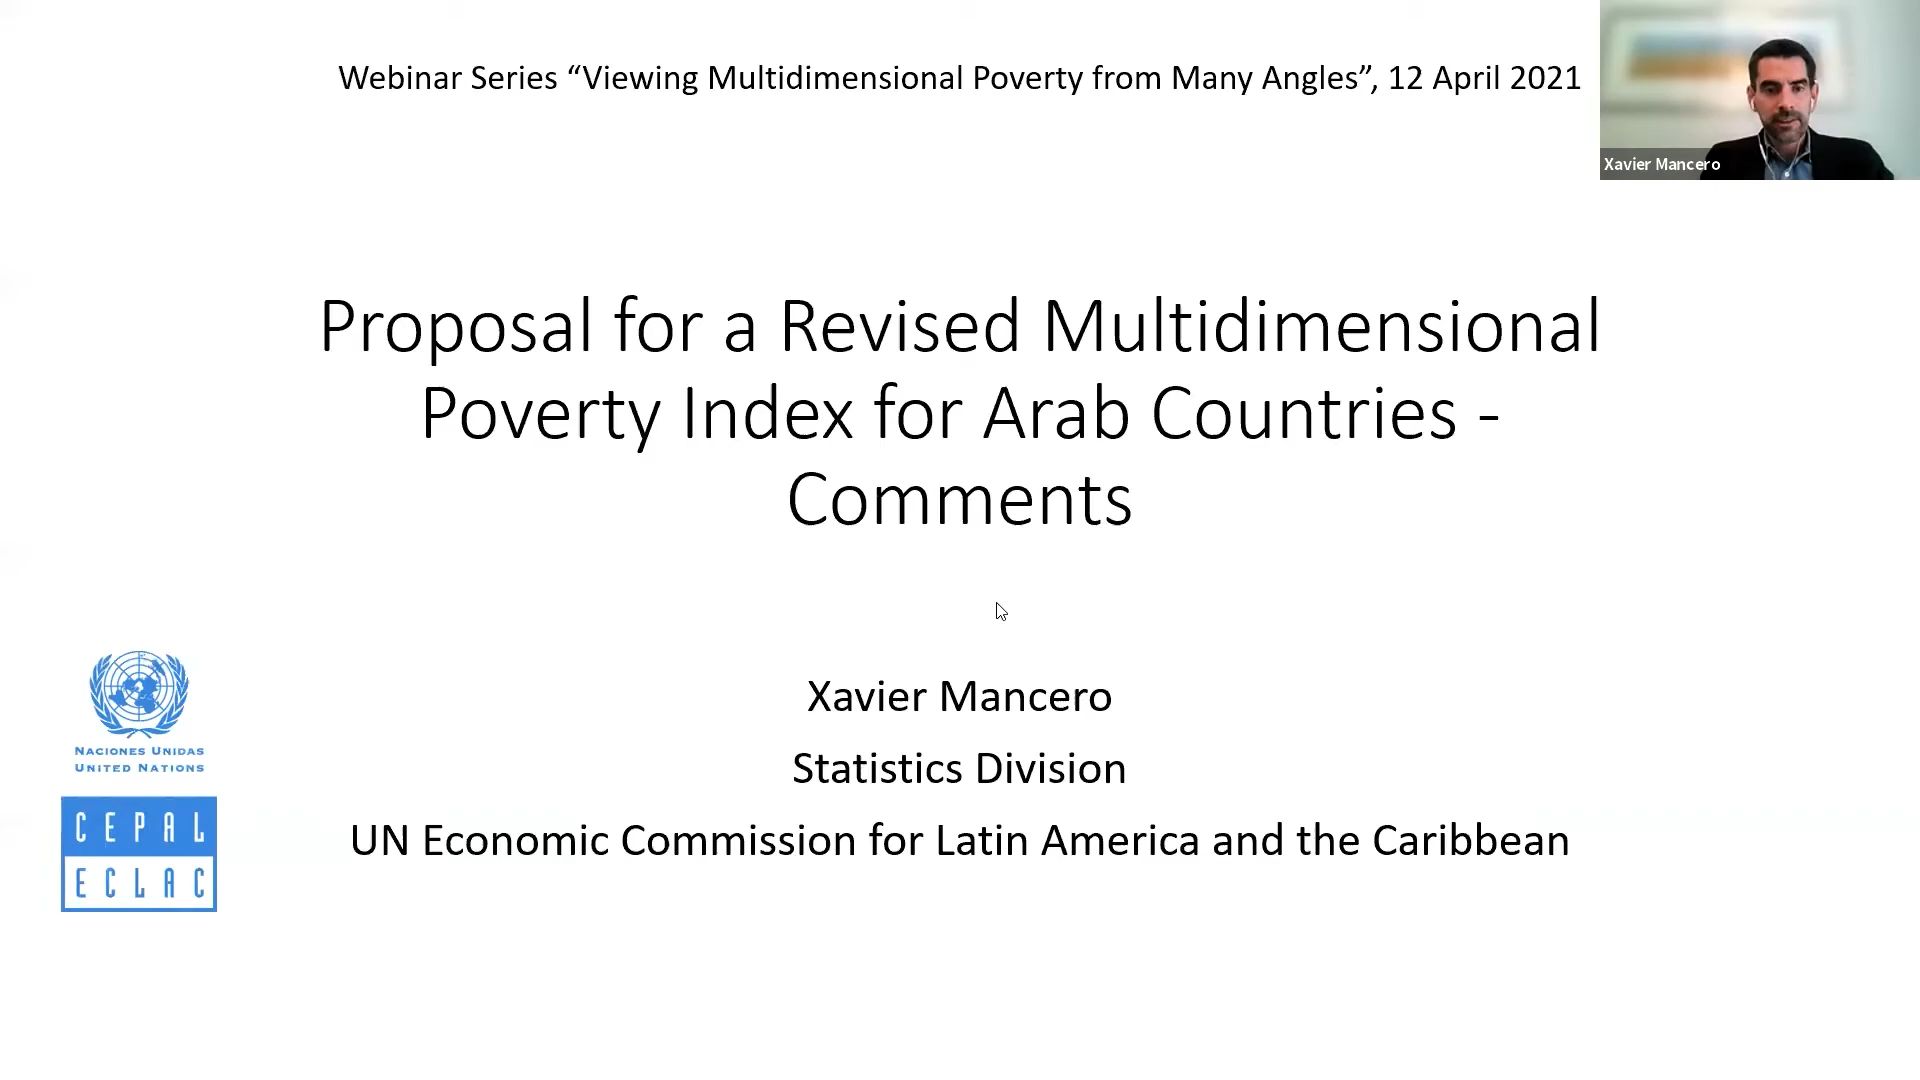 Webinar Series “Viewing Multidimensional Poverty from Many Angles”, 12 April 2021
Xavier Mancero
Proposal for a Revised Multidimensional
Poverty Index for Arab Countries -
Comments
Xavier Mancero
Statistics Division
UN Economic Commission for Latin America and the Caribbean
NACIONES UNIDAS
UNITED NATIONS
CEPAL
ECLAC